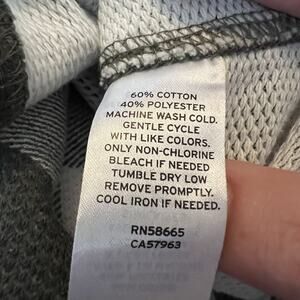 60% COTTON
40% POLYESTER
MACHINE WASH COLD.
GENTLE CYCLE
WITH LIKE COLORS.
ONLY NON-CHLORINE
BLEACH IF NEEDED
TUMBLE DRY LOW
REMOVE PROMPTLY.
COOL IRON IF NEEDED.
RN58665
CA57963